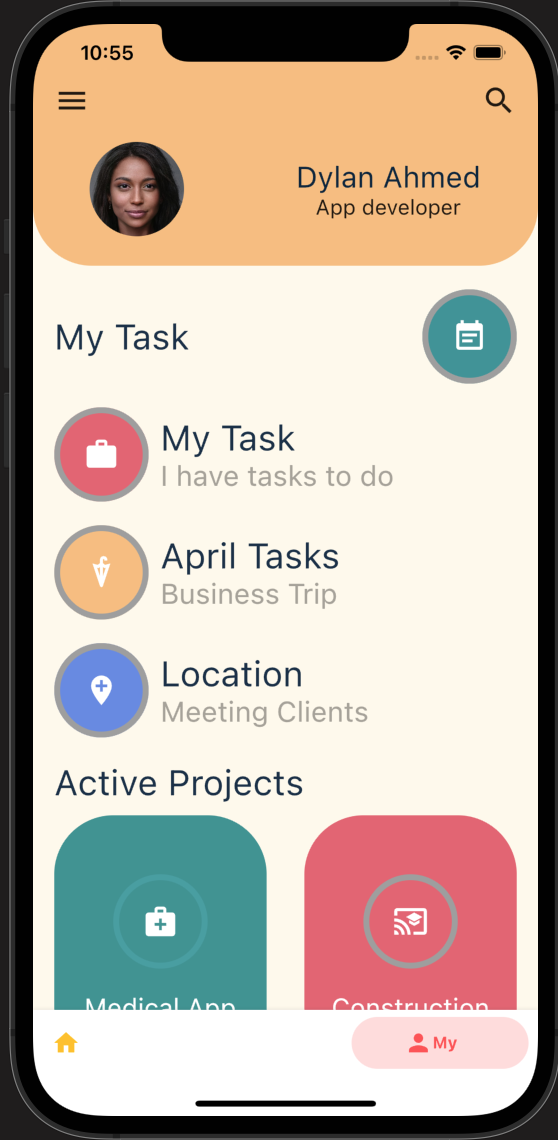 10:55
Dylan Ahmed
App developer
My Task
My Task
I have tasks to do
April Tasks
Business Trip
Location
Meeting Clients
Active Projects
Medical App
Construction
My